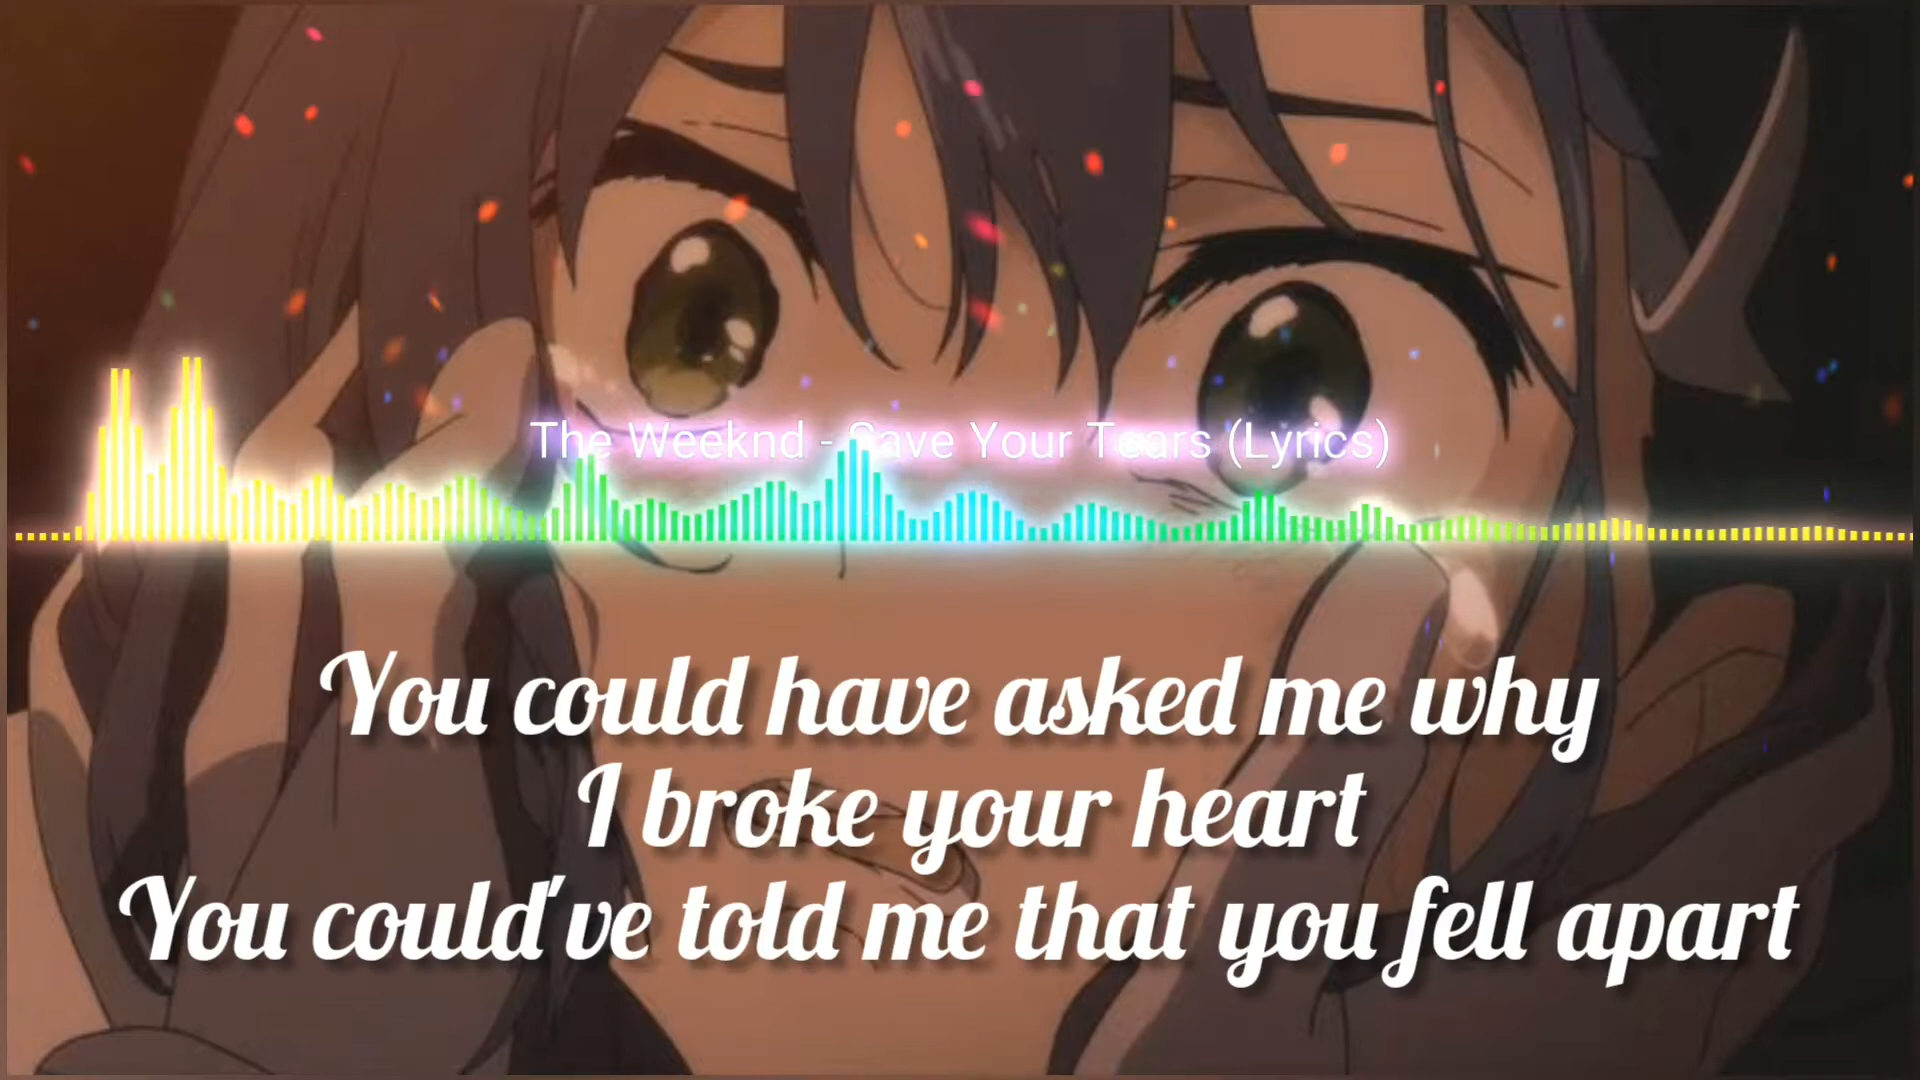 The Weeknd - Save Your Tears (Lyrics)
You could have asked me why
I broke your heart
You could've told me that you fell apart